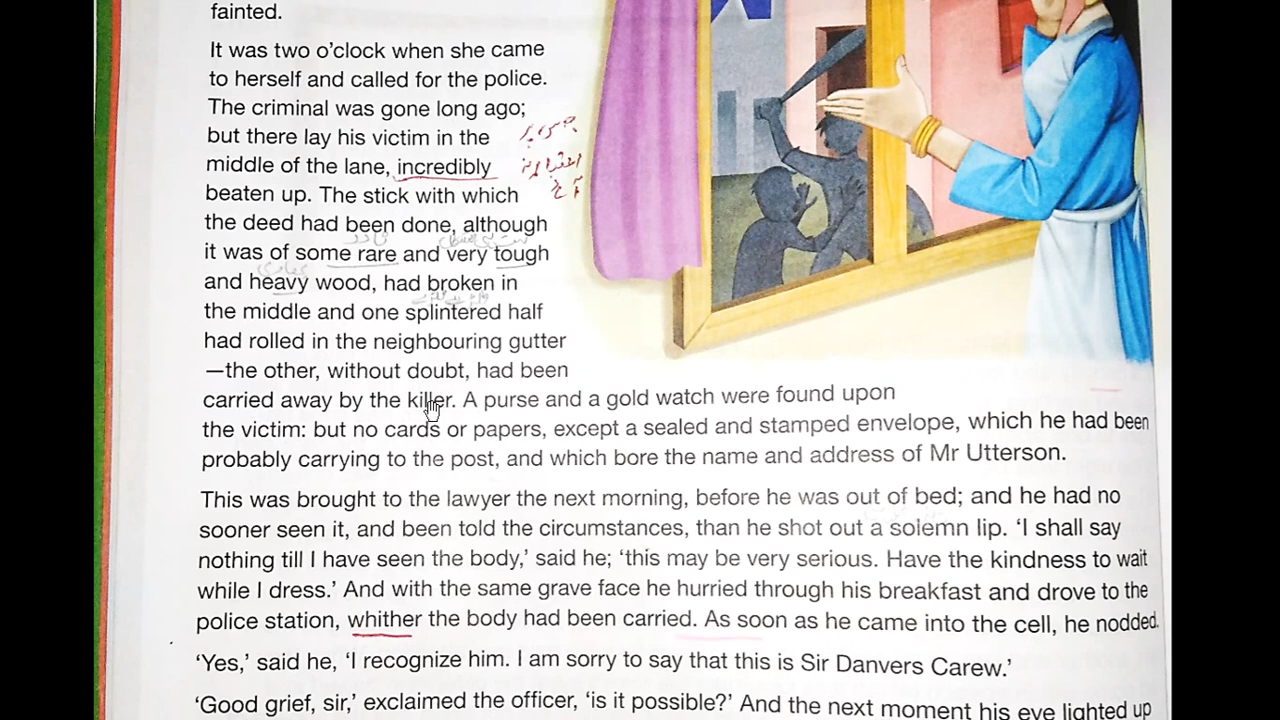 fainted.
It was two o'clock when she came
to herself and called for the police.
The criminal was gone long ago;
but there lay his victim in the
middle of the lane, incredibly
beaten up. The stick with which
the deed had been done, although
it was of some rare and very tough
and heavy wood, had broken in
the middle and one splintered half
had rolled in the neighbouring gutter
—the other, without doubt, had been
carried away by the killer. A purse and a gold watch were found upon
the victim: but no cards or papers, except a sealed and stamped envelope, which he had been
probably carrying to the post, and which bore the name and address of Mr Utterson.
This was brought to the lawyer the next morning, before he was out of bed; and he had no
sooner seen it, and been told the circumstances, than he shot out a solemn lip. 'I shall say
nothing till I have seen the body,' said he; 'this may be very serious. Have the kindness to wait
while I dress.' And with the same grave face he hurried through his breakfast and drove to the
police station, whither the body had been carried. As soon as he came into the cell, he nodded.
'Yes,' said he, 'I recognize him. I am sorry to say that this is Sir Danvers Carew.'
'Good grief, sir,' exclaimed the officer, 'is it possible?' And the next moment his eye lighted up